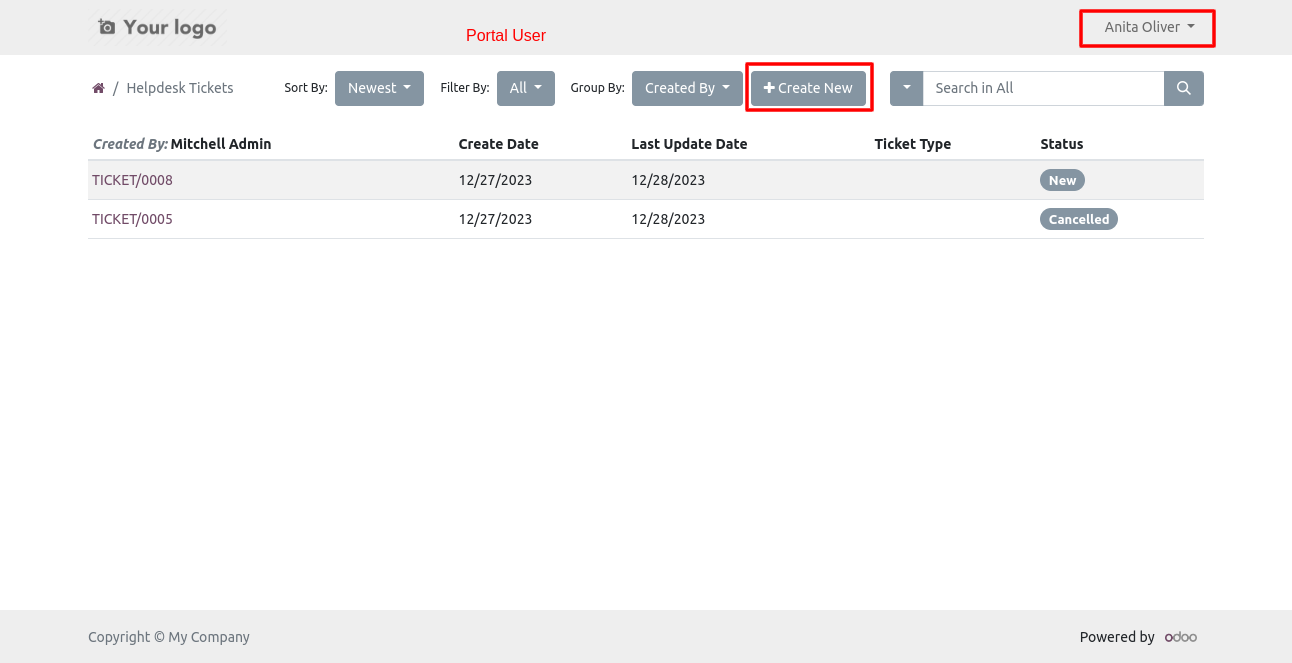 Your logo
Portal User
Anita Oliver
/ Helpdesk Tickets Sort By: Newest Filter By: All Group By: Created By Create New Search in All
Created By: Mitchell Admin Create Date Last Update Date Ticket Type Status
TICKET/0008 12/27/2023 12/28/2023 New
TICKET/0005 12/27/2023 12/28/2023 Cancelled
Copyright © My Company Powered by odoo